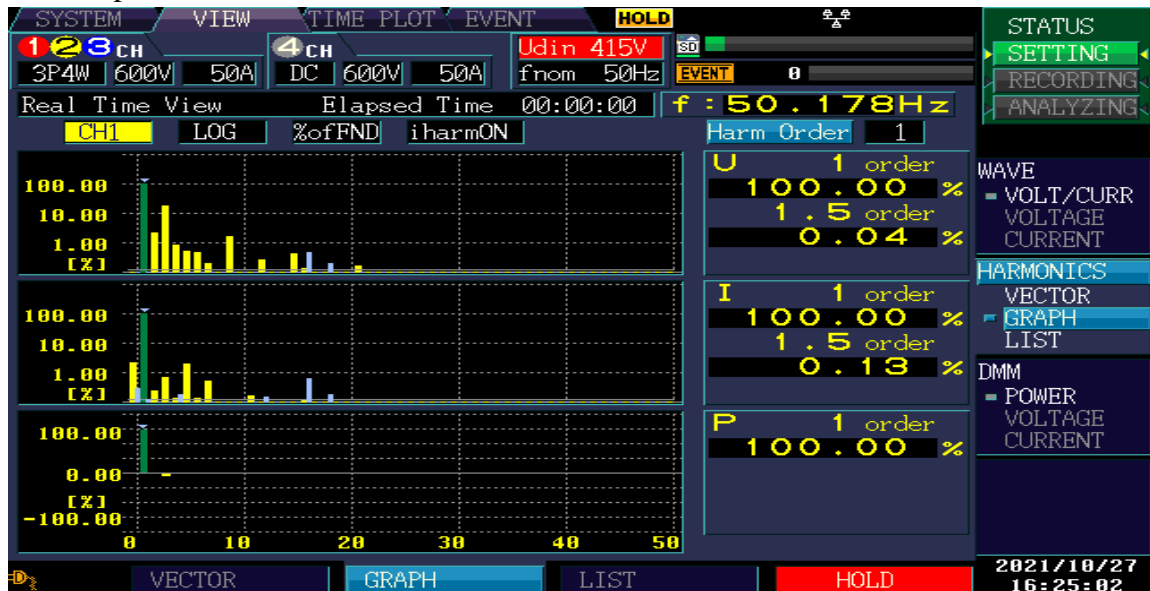 SYSTEM VIEW TIME PLOT EVENT HOLD STATUS
123CH 4CH Udin 415V SD SETTING
3P4W 600V 50A DC 600V 50A fnom 50Hz EVENT 0 RECORDING
Real Time View Elapsed Time 00:00:00 f:50.178Hz ANALYZING
CH1 LOG %ofFND iharmON Harm Order 1
U 1 order
100.00 100.00 %
10.00 1.5 order
1.00 0.04 %
[%]
I 1 order
100.00 100.00 %
10.00 1.5 order
1.00 0.13 %
[%]
P 1 order
100.00 100.00 %
0.00
[%]
-100.00
0 10 20 30 40 50
WAVE
VOLT/CURR
VOLTAGE
CURRENT
HARMONICS
VECTOR
GRAPH
LIST
DMM
POWER
VOLTAGE
CURRENT
VECTOR GRAPH LIST HOLD
2021/10/27
16:25:02